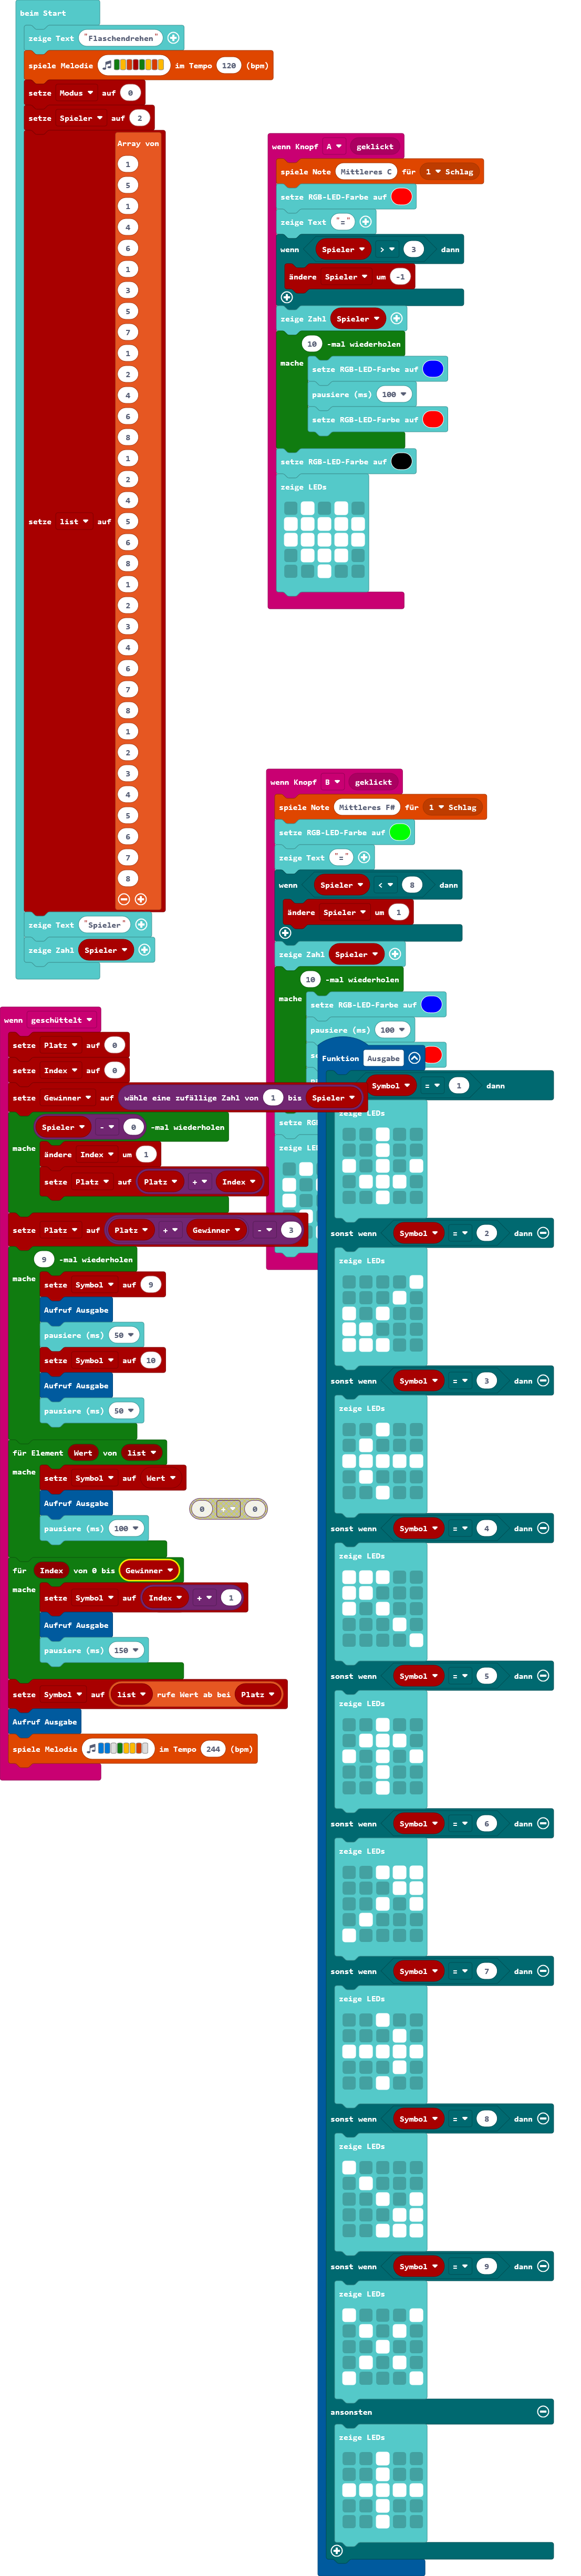 beim Start
zeige Text "Flaschendrehen"
spiele Melodie im Tempo 120 (bpm)
setze Modus auf 0
setze Spieler auf 2
setze list auf Array von
1
5
1
4
6
1
3
5
7
1
2
4
6
8
1
2
4
5
6
8
1
2
3
4
6
7
8
1
2
3
4
5
6
7
8
zeige Text "Spieler"
zeige Zahl Spieler
wenn Knopf A geklickt
spiele Note Mittleres C für 1 Schlag
setze RGB-LED-Farbe auf
zeige Text "="
wenn Spieler > 3 dann
ändere Spieler um -1
zeige Zahl Spieler
10 -mal wiederholen
mache
setze RGB-LED-Farbe auf
pausiere (ms) 100
setze RGB-LED-Farbe auf
setze RGB-LED-Farbe auf
zeige LEDs
wenn Knopf B geklickt
spiele Note Mittleres F# für 1 Schlag
setze RGB-LED-Farbe auf
zeige Text "="
wenn Spieler < 8 dann
ändere Spieler um 1
zeige Zahl Spieler
10 -mal wiederholen
mache
setze RGB-LED-Farbe auf
pausiere (ms) 100
wenn geschüttelt
setze Platz auf 0
setze Index auf 0
setze Gewinner auf wähle eine zufällige Zahl von 1 bis Spieler
Spieler - 0 -mal wiederholen
mache
ändere Index um 1
setze Platz auf Platz + Index
setze Platz auf Platz + Gewinner - 3
9 -mal wiederholen
mache
setze Symbol auf 9
Aufruf Ausgabe
pausiere (ms) 50
setze Symbol auf 10
Aufruf Ausgabe
pausiere (ms) 50
für Element Wert von list
mache
setze Symbol auf Wert
Aufruf Ausgabe
pausiere (ms) 100
für Index von 0 bis Gewinner
mache
setze Symbol auf Index + 1
Aufruf Ausgabe
pausiere (ms) 150
setze Symbol auf list rufe Wert ab bei Platz
Aufruf Ausgabe
spiele Melodie im Tempo 244 (bpm)
0 + 0
Funktion Ausgabe
Symbol = 1 dann
zeige LEDs
sonst wenn Symbol = 2 dann
zeige LEDs
sonst wenn Symbol = 3 dann
zeige LEDs
sonst wenn Symbol = 4 dann
zeige LEDs
sonst wenn Symbol = 5 dann
zeige LEDs
sonst wenn Symbol = 6 dann
zeige LEDs
sonst wenn Symbol = 7 dann
zeige LEDs
sonst wenn Symbol = 8 dann
zeige LEDs
sonst wenn Symbol = 9 dann
zeige LEDs
ansonsten
zeige LEDs